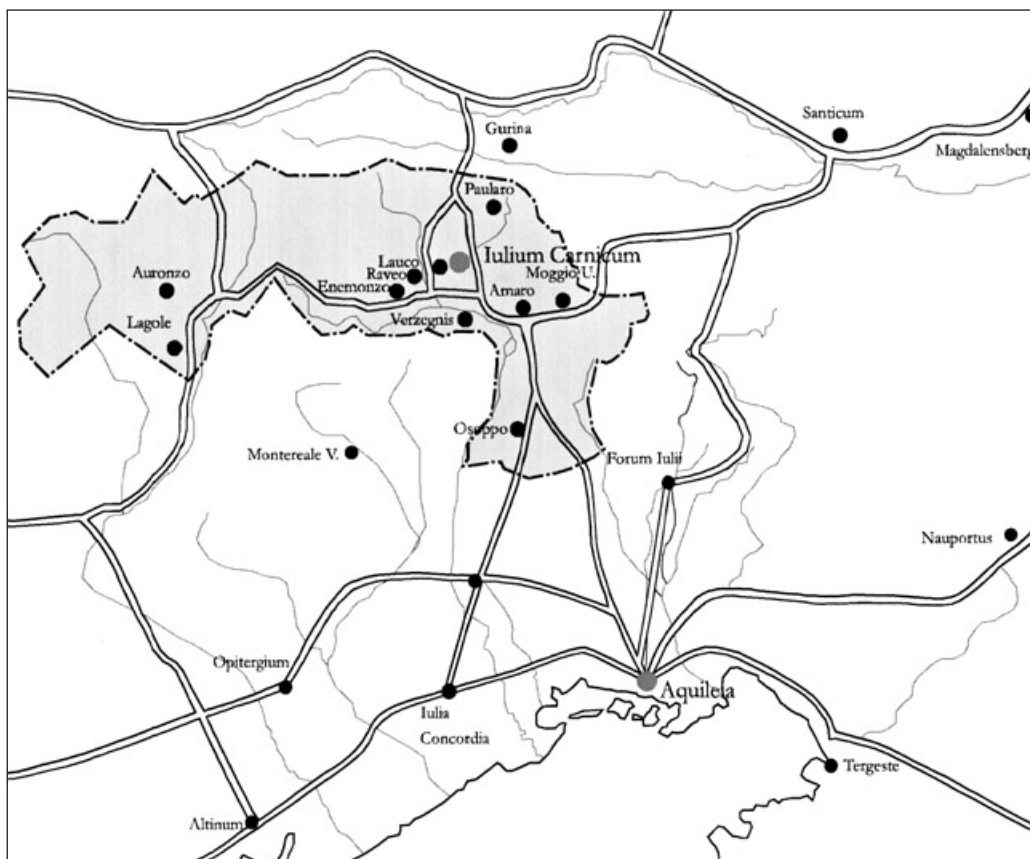 Santicum
Gurina
Magdalensberg
Paularo
Iulium Carnicum
Lauco
Raveo
Moggio U.
Auronzo
Enemonzo
Amaro
Lagole
Verzegnis
Osoppo
Montereale V.
Forum Iulii
Nauportus
Opitergium
Aquileia
Iulia
Concordia
Tergeste
Altinum